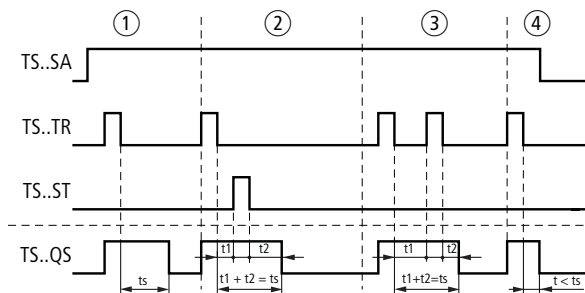 ① ② ③ ④
TS..SA
TS..TR
TS..ST
TS..QS
t1 t2 t1 t2
ts t1 + t2 = ts t1+t2=ts t < ts